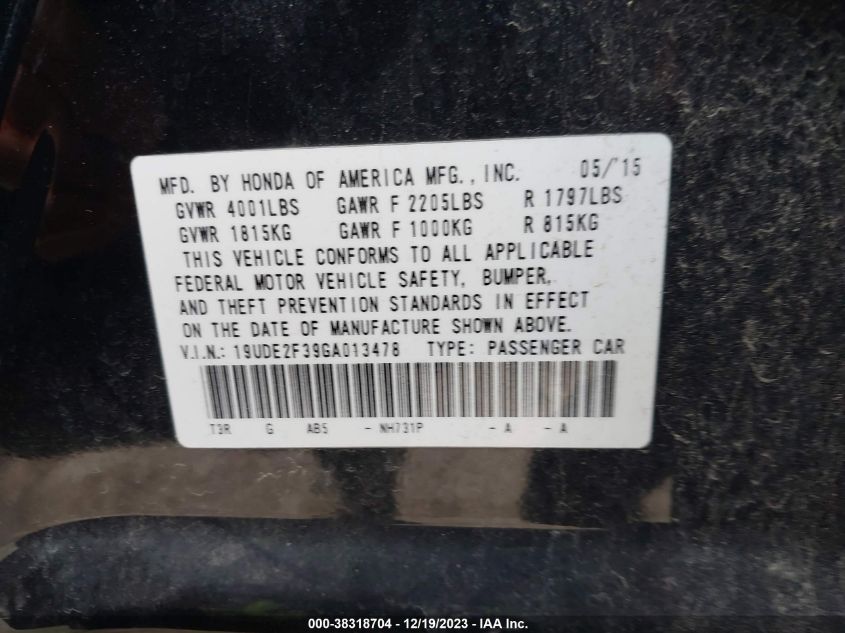 MFD. BY HONDA OF AMERICA MFG., INC. 05/'15
GVWR 4001LBS GAWR F 2205LBS R 1797LBS
GVWR 1815KG GAWR F 1000KG R 815KG
THIS VEHICLE CONFORMS TO ALL APPLICABLE
FEDERAL MOTOR VEHICLE SAFETY, BUMPER,
AND THEFT PREVENTION STANDARDS IN EFFECT
ON THE DATE OF MANUFACTURE SHOWN ABOVE.
V.I.N.: 19UDE2F39GA013478 TYPE: PASSENGER CAR
T3R G AB5 - NH731P - A - A
000-38318704 - 12/19/2023 - IAA Inc.